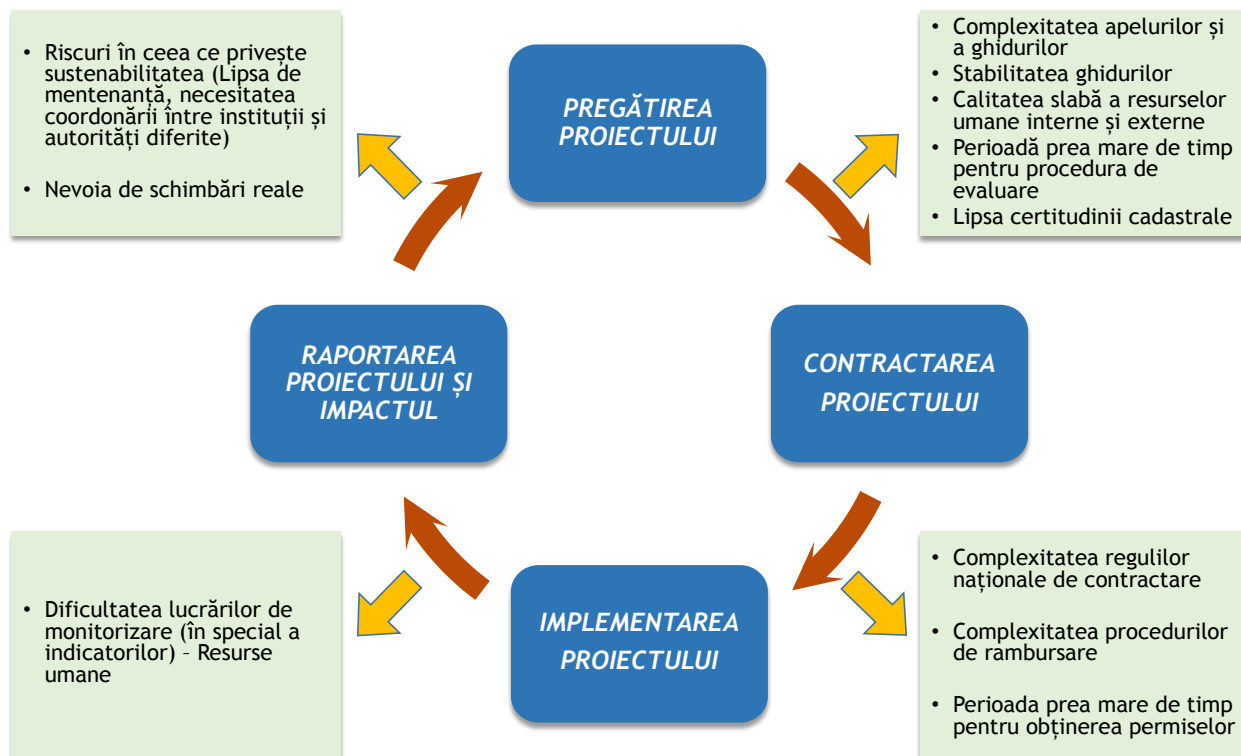 • Riscuri în ceea ce privește
sustenabilitatea (Lipsa de
mentenanță, necesitatea
coordonării între instituții și
autorități diferite)
• Nevoia de schimbări reale
PREGĂTIREA
PROIECTULUI
• Complexitatea apelurilor și
a ghidurilor
• Stabilitatea ghidurilor
• Calitatea slabă a resurselor
umane interne și externe
• Perioadă prea mare de timp
pentru procedura de
evaluare
• Lipsa certitudinii cadastrale
RAPORTAREA
PROIECTULUI ȘI
IMPACTUL
CONTRACTAREA
PROIECTULUI
• Dificultatea lucrărilor de
monitorizare (în special a
indicatorilor) – Resurse
umane
IMPLEMENTAREA
PROIECTULUI
• Complexitatea regulilor
naționale de contractare
• Complexitatea procedurilor
de rambursare
• Perioada prea mare de timp
pentru obținerea permiselor